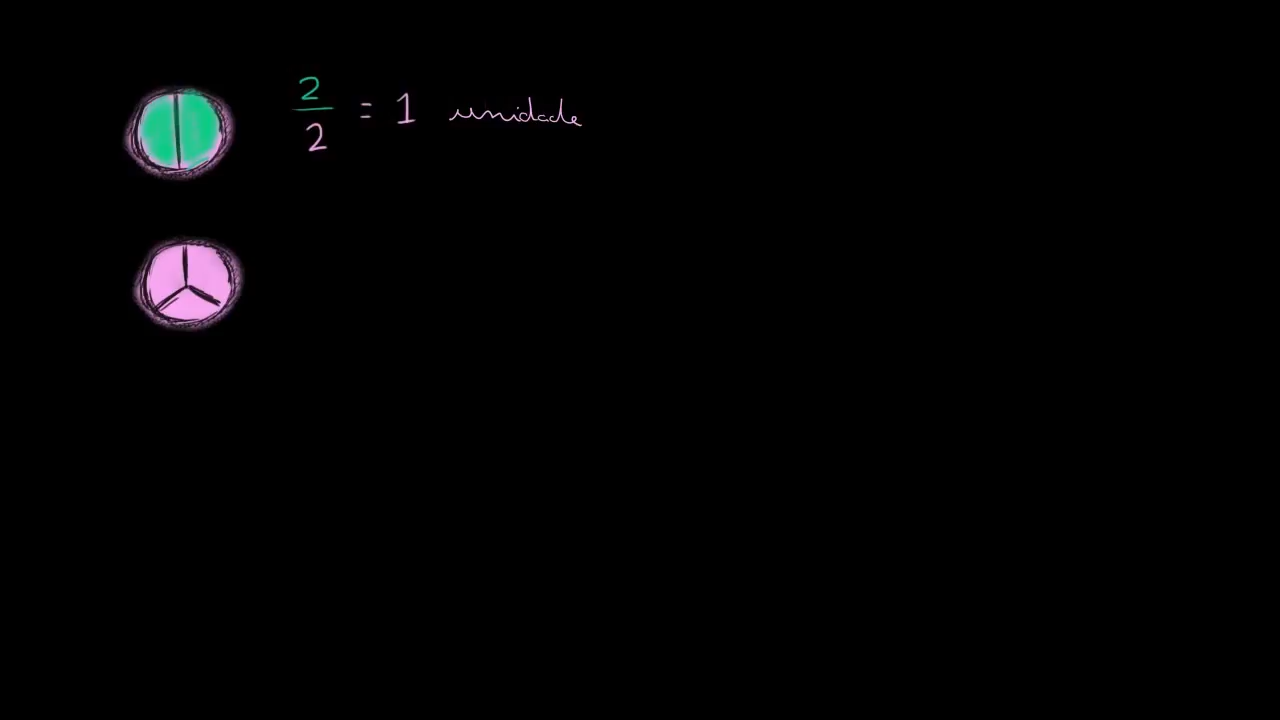 2/2 = 1 unidade